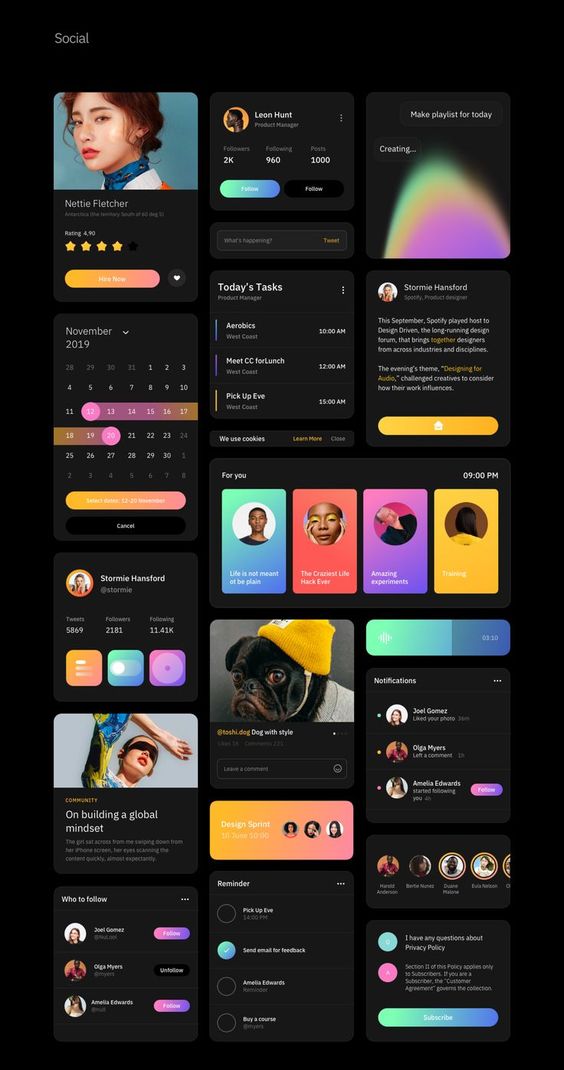 Social
Nettie Fletcher
Antarctica (the territory South of 60 deg S)
Rating 4,90
Hire Now
November
2019
28 29 30 31 1 2 3
4 5 6 7 8 9 10
11 12 13 14 15 16 17
18 19 20 21 22 23 24
25 26 27 28 29 30 1
2 3 4 5 6 7 8
Select dates: 12-20 November
Cancel
Stormie Hansford
@stormie
Tweets Followers Following
5869 2181 11.41K
COMMUNITY
On building a global
mindset
The girl sat across from me swiping down from
her iPhone screen, her eyes scanning the
content quickly, almost expectantly.
Who to follow
Joel Gomez
@NuLool
Follow
Olga Myers
@myers
Unfollow
Amelia Edwards
@null
Follow
Leon Hunt
Product Manager
Followers Following Posts
2K 960 1000
Follow Follow
What's happening?
Tweet
Today's Tasks
Product Manager
Aerobics
West Coast
10:00 AM
Meet CC forLunch
West Coast
12:00 AM
Pick Up Eve
West Coast
15:00 AM
We use cookies Learn More Close
Make playlist for today
Creating...
Stormie Hansford
Spotify, Product designer
This September, Spotify played host to
Design Driven, the long-running design
forum, that brings together designers
from across industries and disciplines.
The evening's theme, “Designing for
Audio,” challenged creatives to consider
how their work influences.
For you
09:00 PM
Life is not meant
ot be plain
The Craziest Life
Hack Ever
Amazing
experiments
Training
@toshi.dog Dog with style
Likes 16 Comments 221
Leave a comment
Design Sprint
10 June 10:00
Reminder
Pick Up Eve
14:00 PM
Send email for feedback
Amelia Edwards
Reminder
Buy a course
@myers
03:10
Notifications
Joel Gomez
Liked your photo 36m
Olga Myers
Left a comment 1h
Amelia Edwards
started following
you 4h
Follow
Harold
Anderson
Bertie Nunez
Duane
Malone
Eula Nelson
Q
I have any questions about
Privacy Policy
A
Section II of this Policy applies only
to Subscribers. If you are a
Subscriber, the “Customer
Agreement” governs the collection.
Subscribe